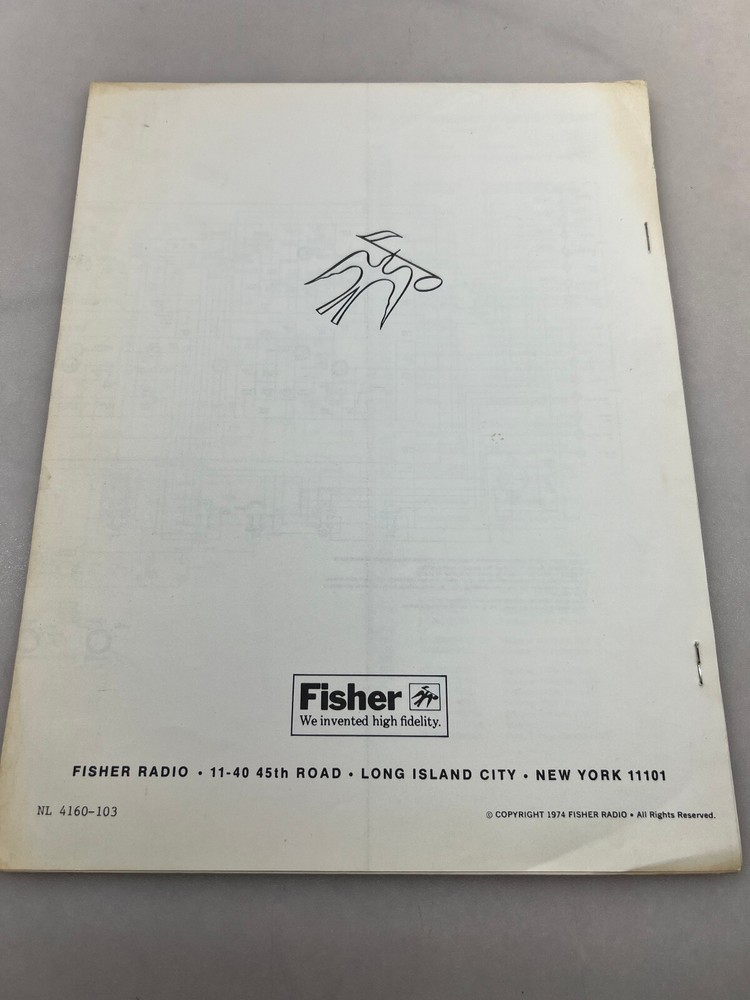 Fisher
We invented high fidelity.
FISHER RADIO • 11-40 45th ROAD • LONG ISLAND CITY • NEW YORK 11101
NL 4160-103
© COPYRIGHT 1974 FISHER RADIO • All Rights Reserved.